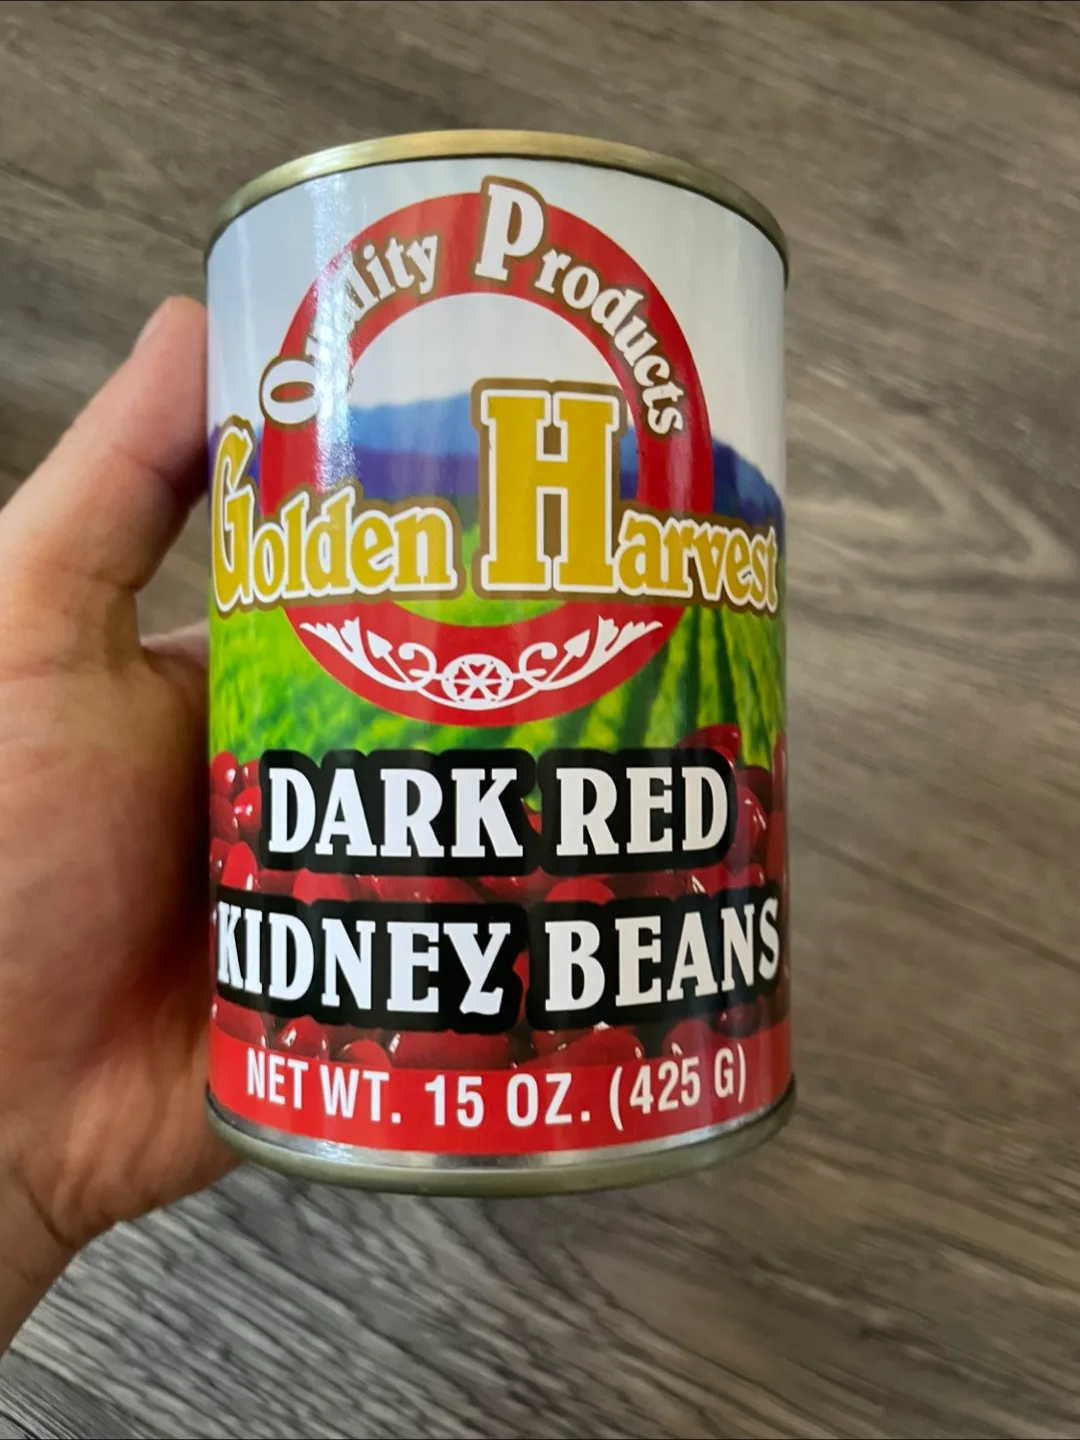 Quality Products
Golden Harvest
DARK RED
KIDNEY BEANS
NET WT. 15 OZ. (425 G)